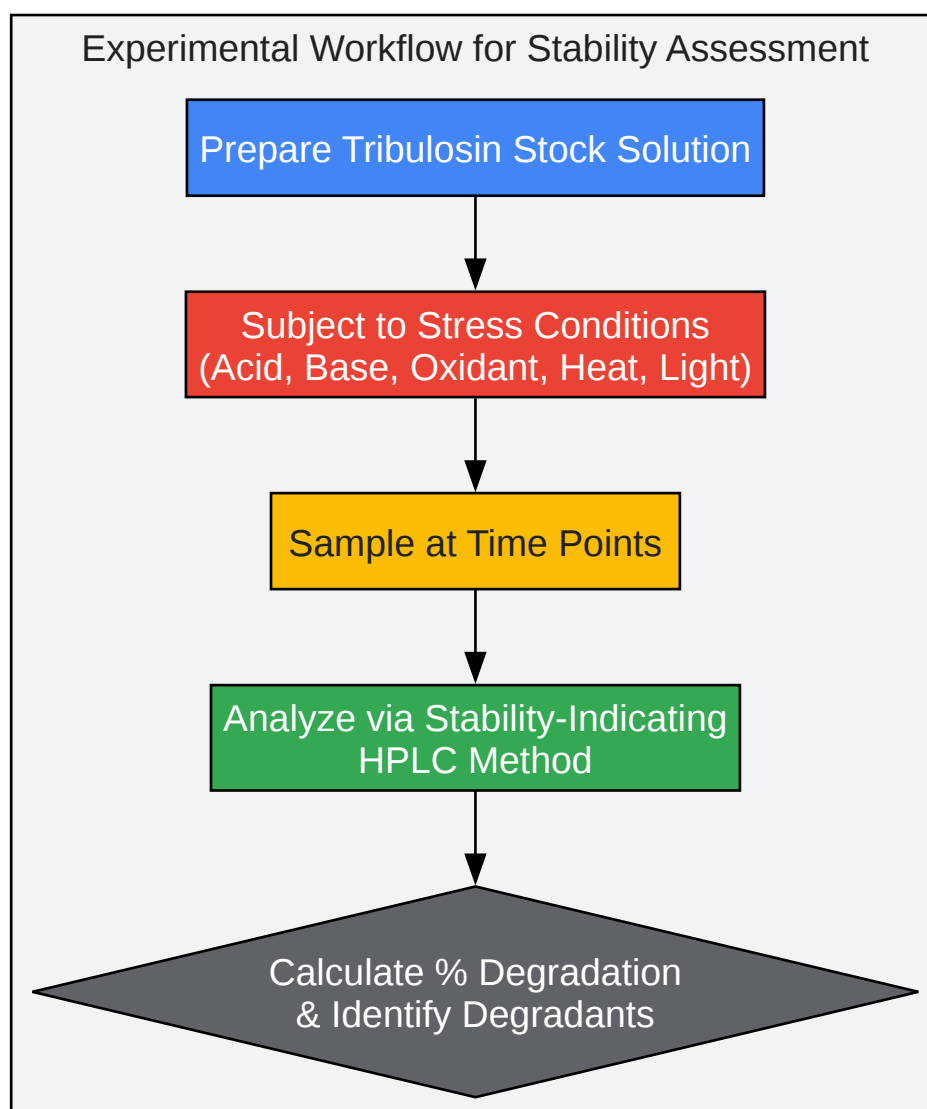 Experimental Workflow for Stability Assessment
Prepare Tribulosin Stock Solution
Subject to Stress Conditions
(Acid, Base, Oxidant, Heat, Light)
Sample at Time Points
Analyze via Stability-Indicating
HPLC Method
Calculate % Degradation
& Identify Degradants